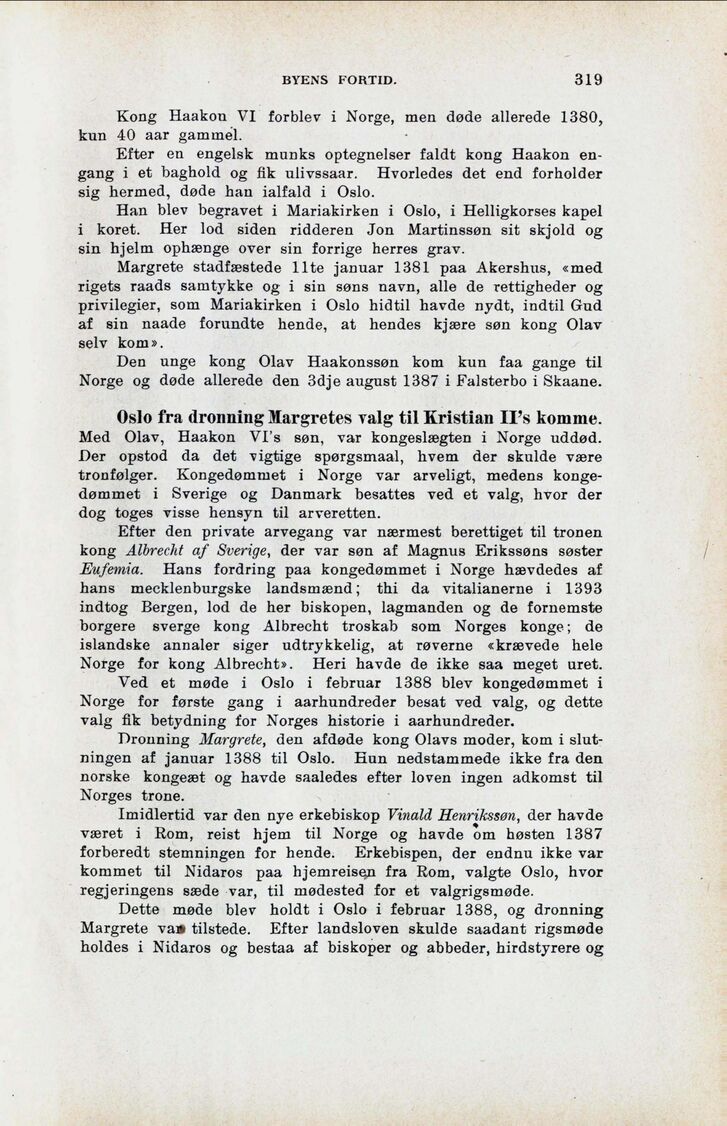 BYENS FORTID. 319
Kong Haakon VI forblev i Norge, men døde allerede 1380,
kun 40 aar gammel.
Efter en engelsk munks optegnelser faldt kong Haakon en-
gang i et baghold og fik ulivssaar. Hvorledes det end forholder
sig hermed, døde han ialfald i Oslo.
Han blev begravet i Mariakirken i Oslo, i Helligkorses kapel
i koret. Her lod siden ridderen Jon Martinssøn sit skjold og
sin hjelm ophænge over sin forrige herres grav.
Margrete stadfæstede 11te januar 1381 paa Akershus, «med
rigets raads samtykke og i sin søns navn, alle de rettigheder og
privilegier, som Mariakirken i Oslo hidtil havde nydt, indtil Gud
af sin naade forundte hende, at hendes kjære søn kong Olav
selv kom».
Den unge kong Olav Haakonssøn kom kun faa gange til
Norge og døde allerede den 3dje august 1387 i Falsterbo i Skaane.
Oslo fra dronning Margretes valg til Kristian II's komme.
Med Olav, Haakon VI's søn, var kongeslægten i Norge uddød.
Der opstod da det vigtige spørgsmaal, hvem der skulde være
tronfølger. Kongedømmet i Norge var arveligt, medens konge-
dømmet i Sverige og Danmark besattes ved et valg, hvor der
dog toges visse hensyn til arveretten.
Efter den private arvegang var nærmest berettiget til tronen
kong Albrecht af Sverige, der var søn af Magnus Erikssøns søster
Eufemia. Hans fordring paa kongedømmet i Norge hævdedes af
hans mecklenburgske landsmænd; thi da vitalianerne i 1393
indtog Bergen, lod de her biskopen, lagmanden og de fornemste
borgere sverge kong Albrecht troskab som Norges konge; de
islandske annaler siger udtrykkelig, at røverne «krævede hele
Norge for kong Albrecht». Heri havde de ikke saa meget uret.
Ved et møde i Oslo i februar 1388 blev kongedømmet i
Norge for første gang i aarhundreder besat ved valg, og dette
valg fik betydning for Norges historie i aarhundreder.
Dronning Margrete, den afdøde kong Olavs moder, kom i slut-
ningen af januar 1388 til Oslo. Hun nedstammede ikke fra den
norske kongeæt og havde saaledes efter loven ingen adkomst til
Norges trone.
Imidlertid var den nye erkebiskop Vinald Henrikssøn, der havde
været i Rom, reist hjem til Norge og havde om høsten 1387
forberedt stemningen for hende. Erkebispen, der endnu ikke var
kommet til Nidaros paa hjemreisen fra Rom, valgte Oslo, hvor
regjeringens sæde var, til mødested for et valgrigsmøde.
Dette møde blev holdt i Oslo i februar 1388, og dronning
Margrete var tilstede. Efter landsloven skulde saadant rigsmøde
holdes i Nidaros og bestaa af biskoper og abbeder, hirdstyrere og